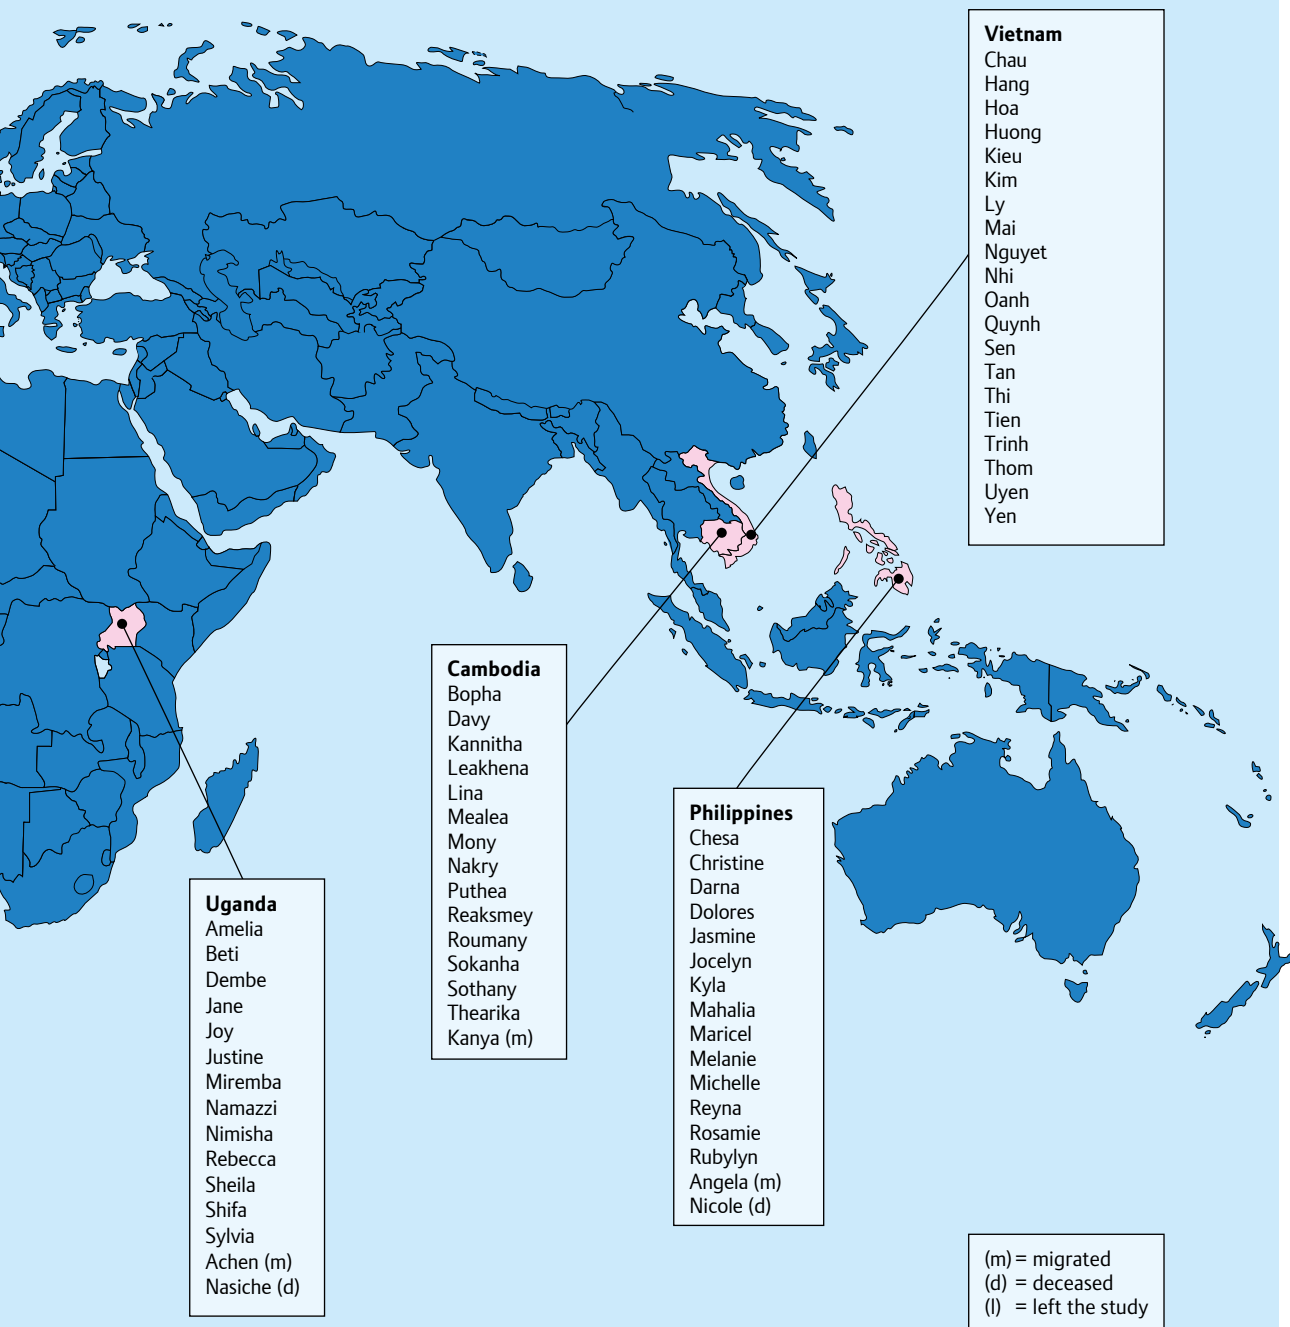 Vietnam
Chau
Hang
Hoa
Huong
Kieu
Kim
Ly
Mai
Nguyet
Nhi
Oanh
Quynh
Sen
Tan
Thi
Tien
Trinh
Thom
Uyen
Yen
Cambodia
Bopha
Davy
Kannitha
Leakhena
Lina
Mealea
Mony
Nakry
Puthea
Reaksmey
Roumany
Sokanha
Sothany
Thearika
Kanya (m)
Philippines
Chesa
Christine
Darna
Dolores
Jasmine
Jocelyn
Kyla
Mahalia
Maricel
Melanie
Michelle
Reyna
Rosamie
Rubylyn
Angela (m)
Nicole (d)
Uganda
Amelia
Beti
Dembe
Jane
Joy
Justine
Miremba
Namazzi
Nimisha
Rebecca
Sheila
Shifa
Sylvia
Achen (m)
Nasiche (d)
(m) = migrated
(d) = deceased
(l) = left the study